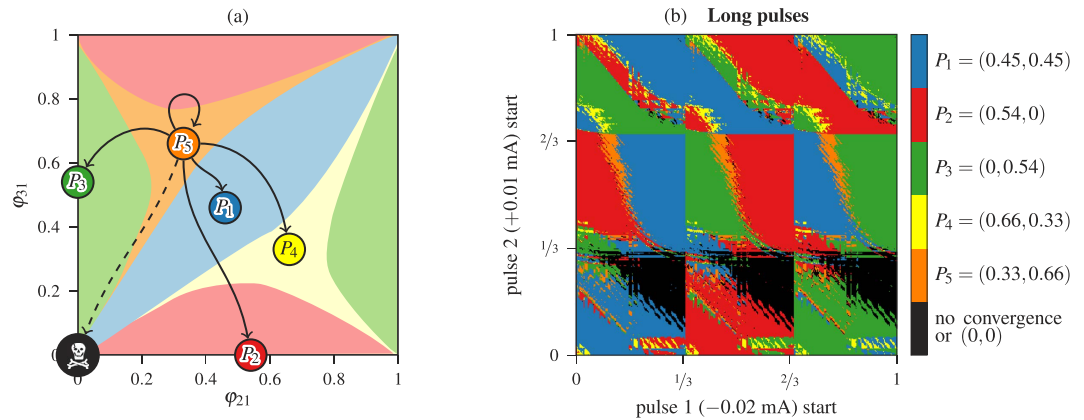 (a)
1
0.8
0.6
0.4
0.2
0
φ31
P5
P3
P1
P4
P2
0
0.2
0.4
0.6
0.8
1
φ21
(b) Long pulses
1
2/3
1/3
0
pulse 2 (+0.01 mA) start
0
1/3
2/3
1
pulse 1 (−0.02 mA) start
P1 = (0.45, 0.45)
P2 = (0.54, 0)
P3 = (0, 0.54)
P4 = (0.66, 0.33)
P5 = (0.33, 0.66)
no convergence
or (0,0)